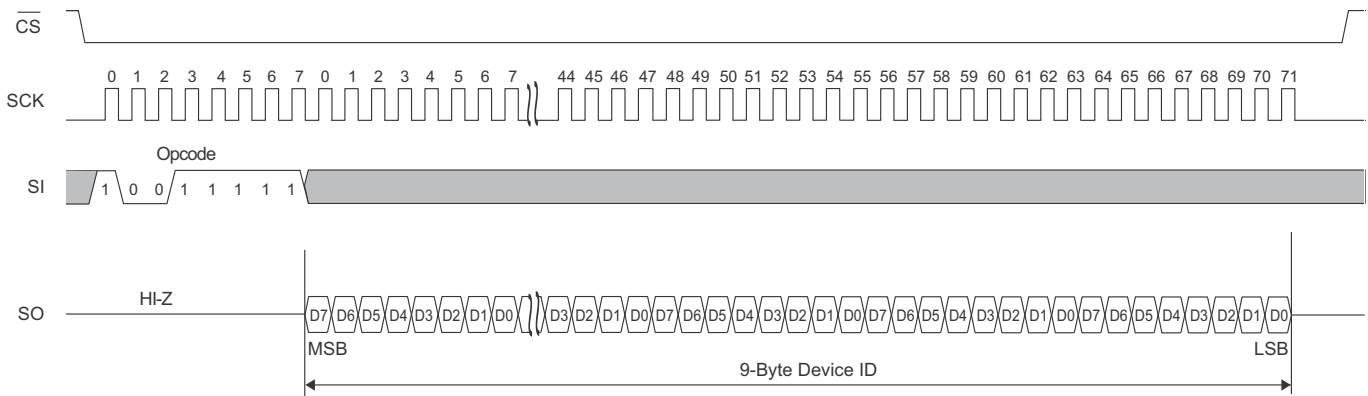 CS
0 1 2 3 4 5 6 7 0 1 2 3 4 5 6 7 44 45 46 47 48 49 50 51 52 53 54 55 56 57 58 59 60 61 62 63 64 65 66 67 68 69 70 71
SCK
Opcode
SI 1 0 0 1 1 1 1 1
HI-Z
SO D7 D6 D5 D4 D3 D2 D1 D0 D3 D2 D1 D0 D7 D6 D5 D4 D3 D2 D1 D0 D7 D6 D5 D4 D3 D2 D1 D0 D7 D6 D5 D4 D3 D2 D1 D0
MSB LSB
9-Byte Device ID